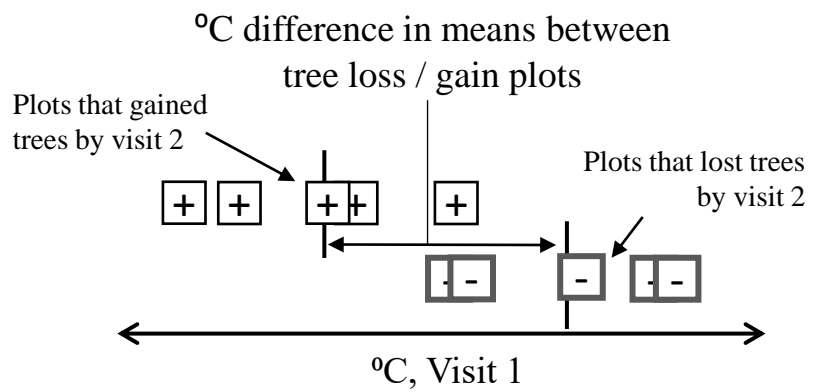 ºC difference in means between
tree loss / gain plots
Plots that gained
trees by visit 2
Plots that lost trees
by visit 2
+ + + + +
- - - - -
ºC, Visit 1